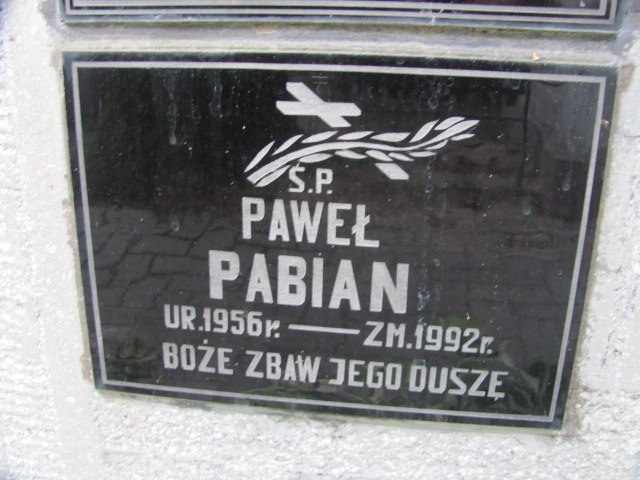 Ś.P.
PAWEŁ
PABIAN
UR.1956r. — ZM.1992r.
BOŻE ZBAW JEGO DUSZĘ